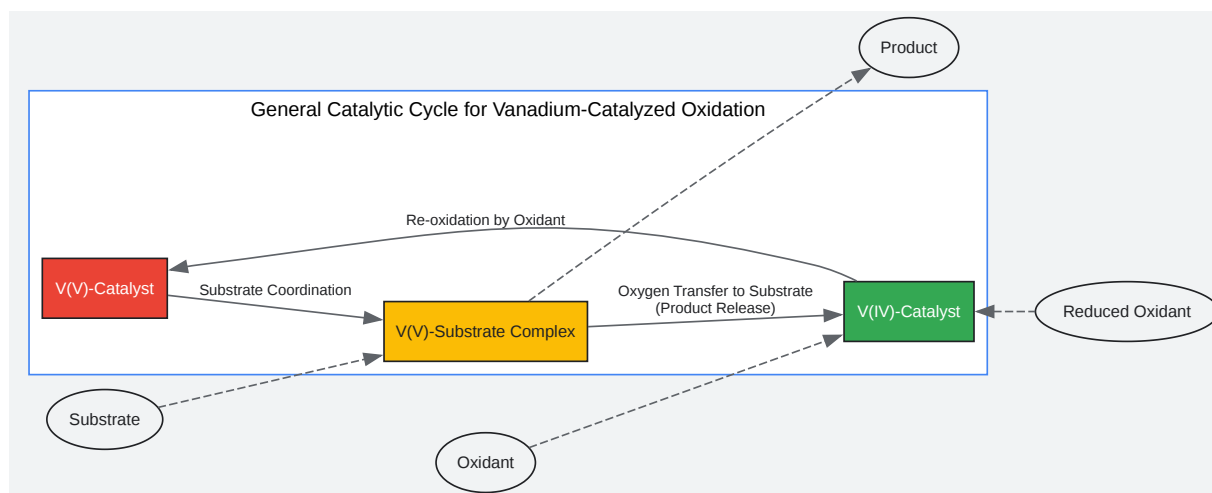 Product
General Catalytic Cycle for Vanadium-Catalyzed Oxidation
Re-oxidation by Oxidant
V(V)-Catalyst
Substrate Coordination
Oxygen Transfer to Substrate
(Product Release)
V(IV)-Catalyst
Reduced Oxidant
V(V)-Substrate Complex
Substrate
Oxidant